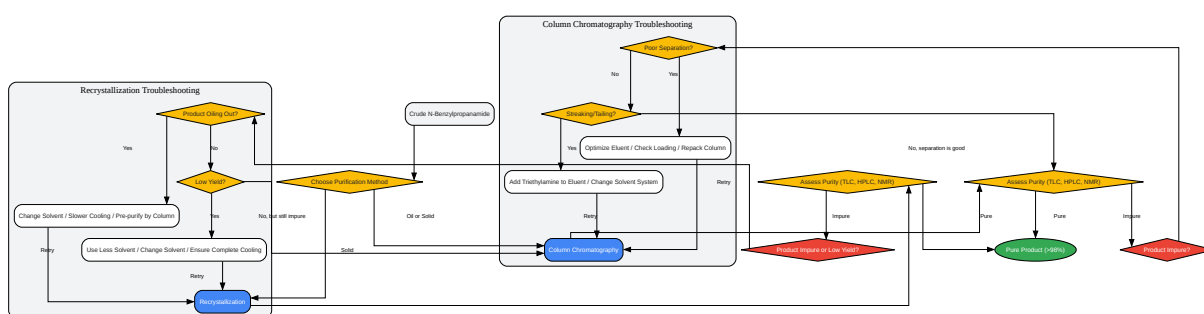 Column Chromatography Troubleshooting
Poor Separation?
No
Yes
Recrystallization Troubleshooting
Product Oiling Out?
Crude N-Benzylpropanamide
Streaking/Tailing?
Yes
No
Yes
Optimize Eluent / Check Loading / Repack Column
No, separation is good
Low Yield?
Choose Purification Method
Add Triethylamine to Eluent / Change Solvent System
Retry
Assess Purity (TLC, HPLC, NMR)
Assess Purity (TLC, HPLC, NMR)
Change Solvent / Slower Cooling / Pre-purify by Column
Yes
No, but still impure
Oil or Solid
Retry
Impure
Pure
Pure
Impure
Retry
Use Less Solvent / Change Solvent / Ensure Complete Cooling
Solid
Column Chromatography
Product Impure or Low Yield?
Pure Product (>98%)
Product Impure?
Retry
Recrystallization